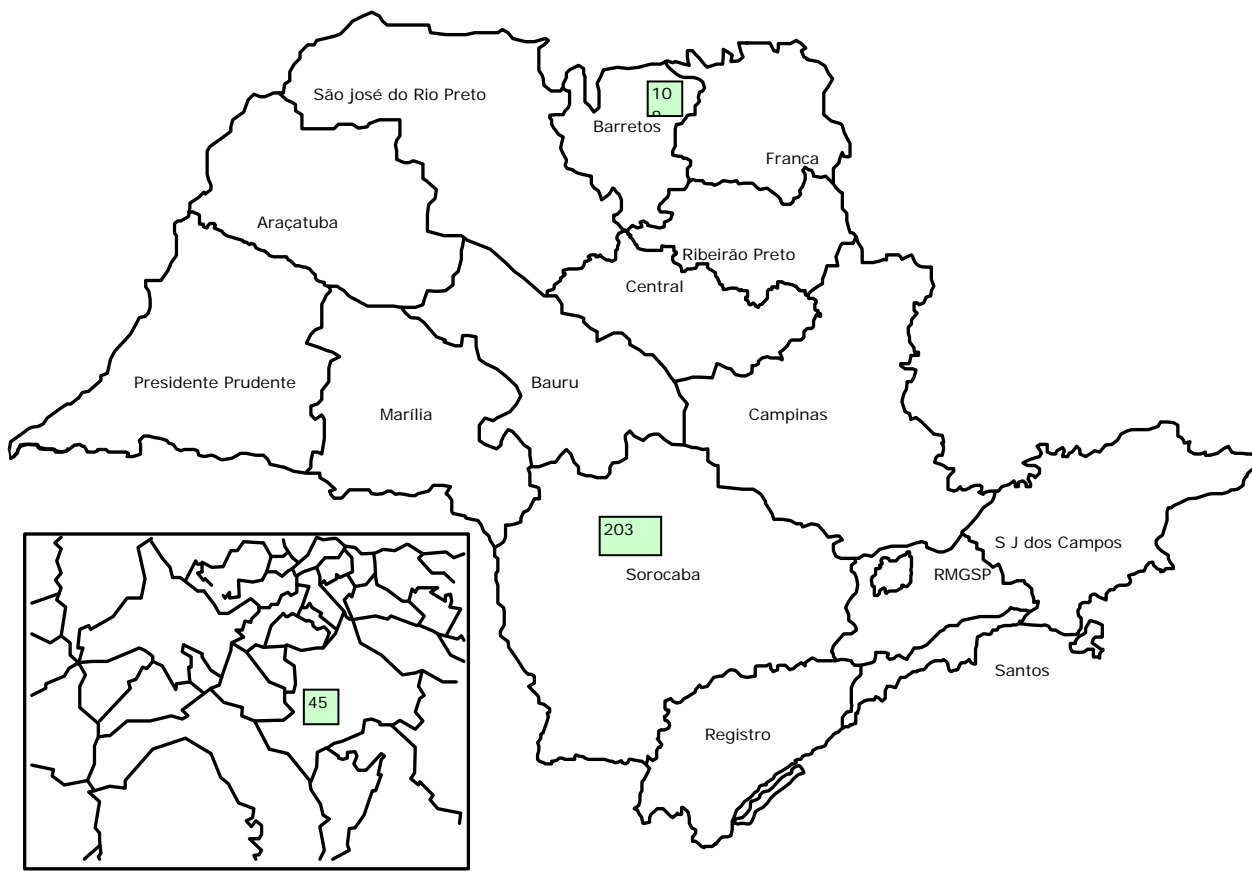 São josé do Rio Preto
10
Barretos
Franca
Araçatuba
Ribeirão Preto
Central
Presidente Prudente
Bauru
Marília
Campinas
203
S J dos Campos
Sorocaba
RMGSP
Santos
45
Registro